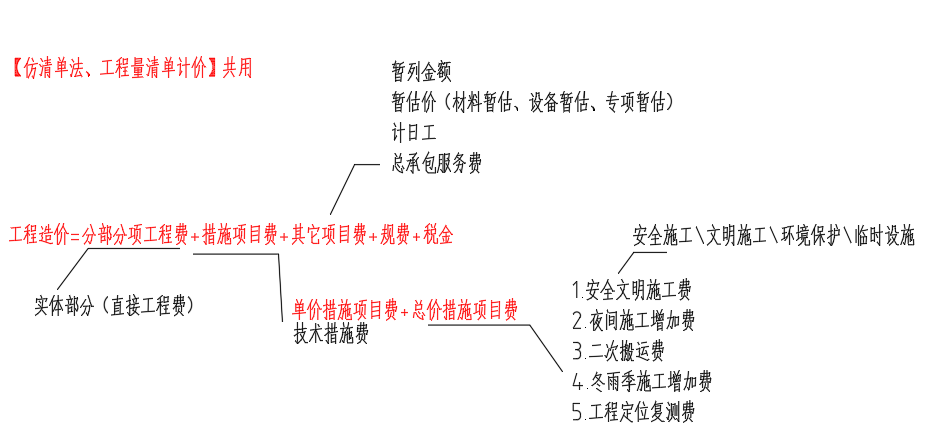 【仿清单法、工程量清单计价】共用
暂列金额
暂估价（材料暂估、设备暂估、专项暂估）
计日工
总承包服务费
工程造价=分部分项工程费+措施项目费+其它项目费+规费+税金
安全施工\文明施工\环境保护\临时设施
实体部分（直接工程费）
单价措施项目费+总价措施项目费
技术措施费
1.安全文明施工费
2.夜间施工增加费
3.二次搬运费
4.冬雨季施工增加费
5.工程定位复测费